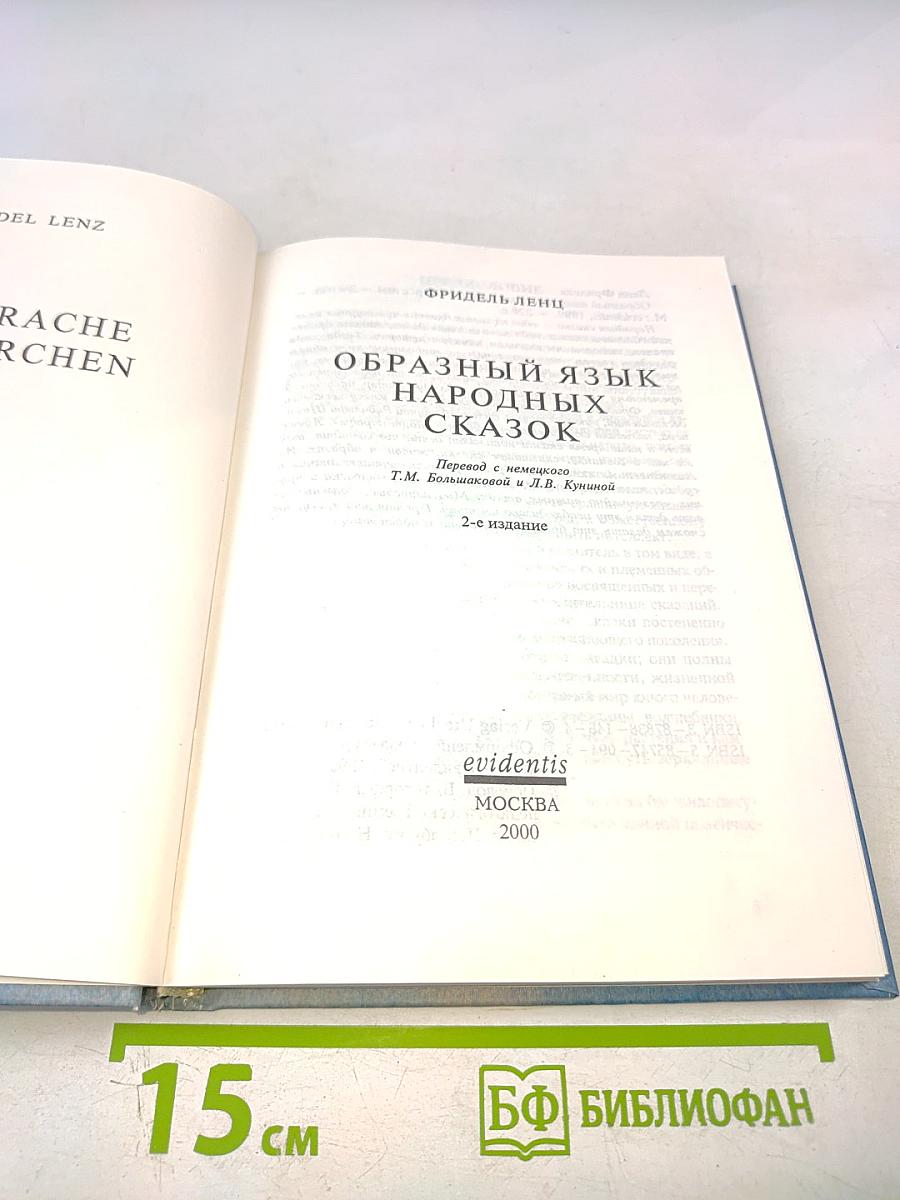 DEL LENZ
RACHE
RCHEN
ФРИДЕЛЬ ЛЕНЦ
ОБРАЗНЫЙ ЯЗЫК
НАРОДНЫХ
СКАЗОК
Перевод с немецкого
Т.М. Большаковой и Л.В. Куниной
2-е издание
evidentis
МОСКВА
2000
15 см
БФ БИБЛИОФАН